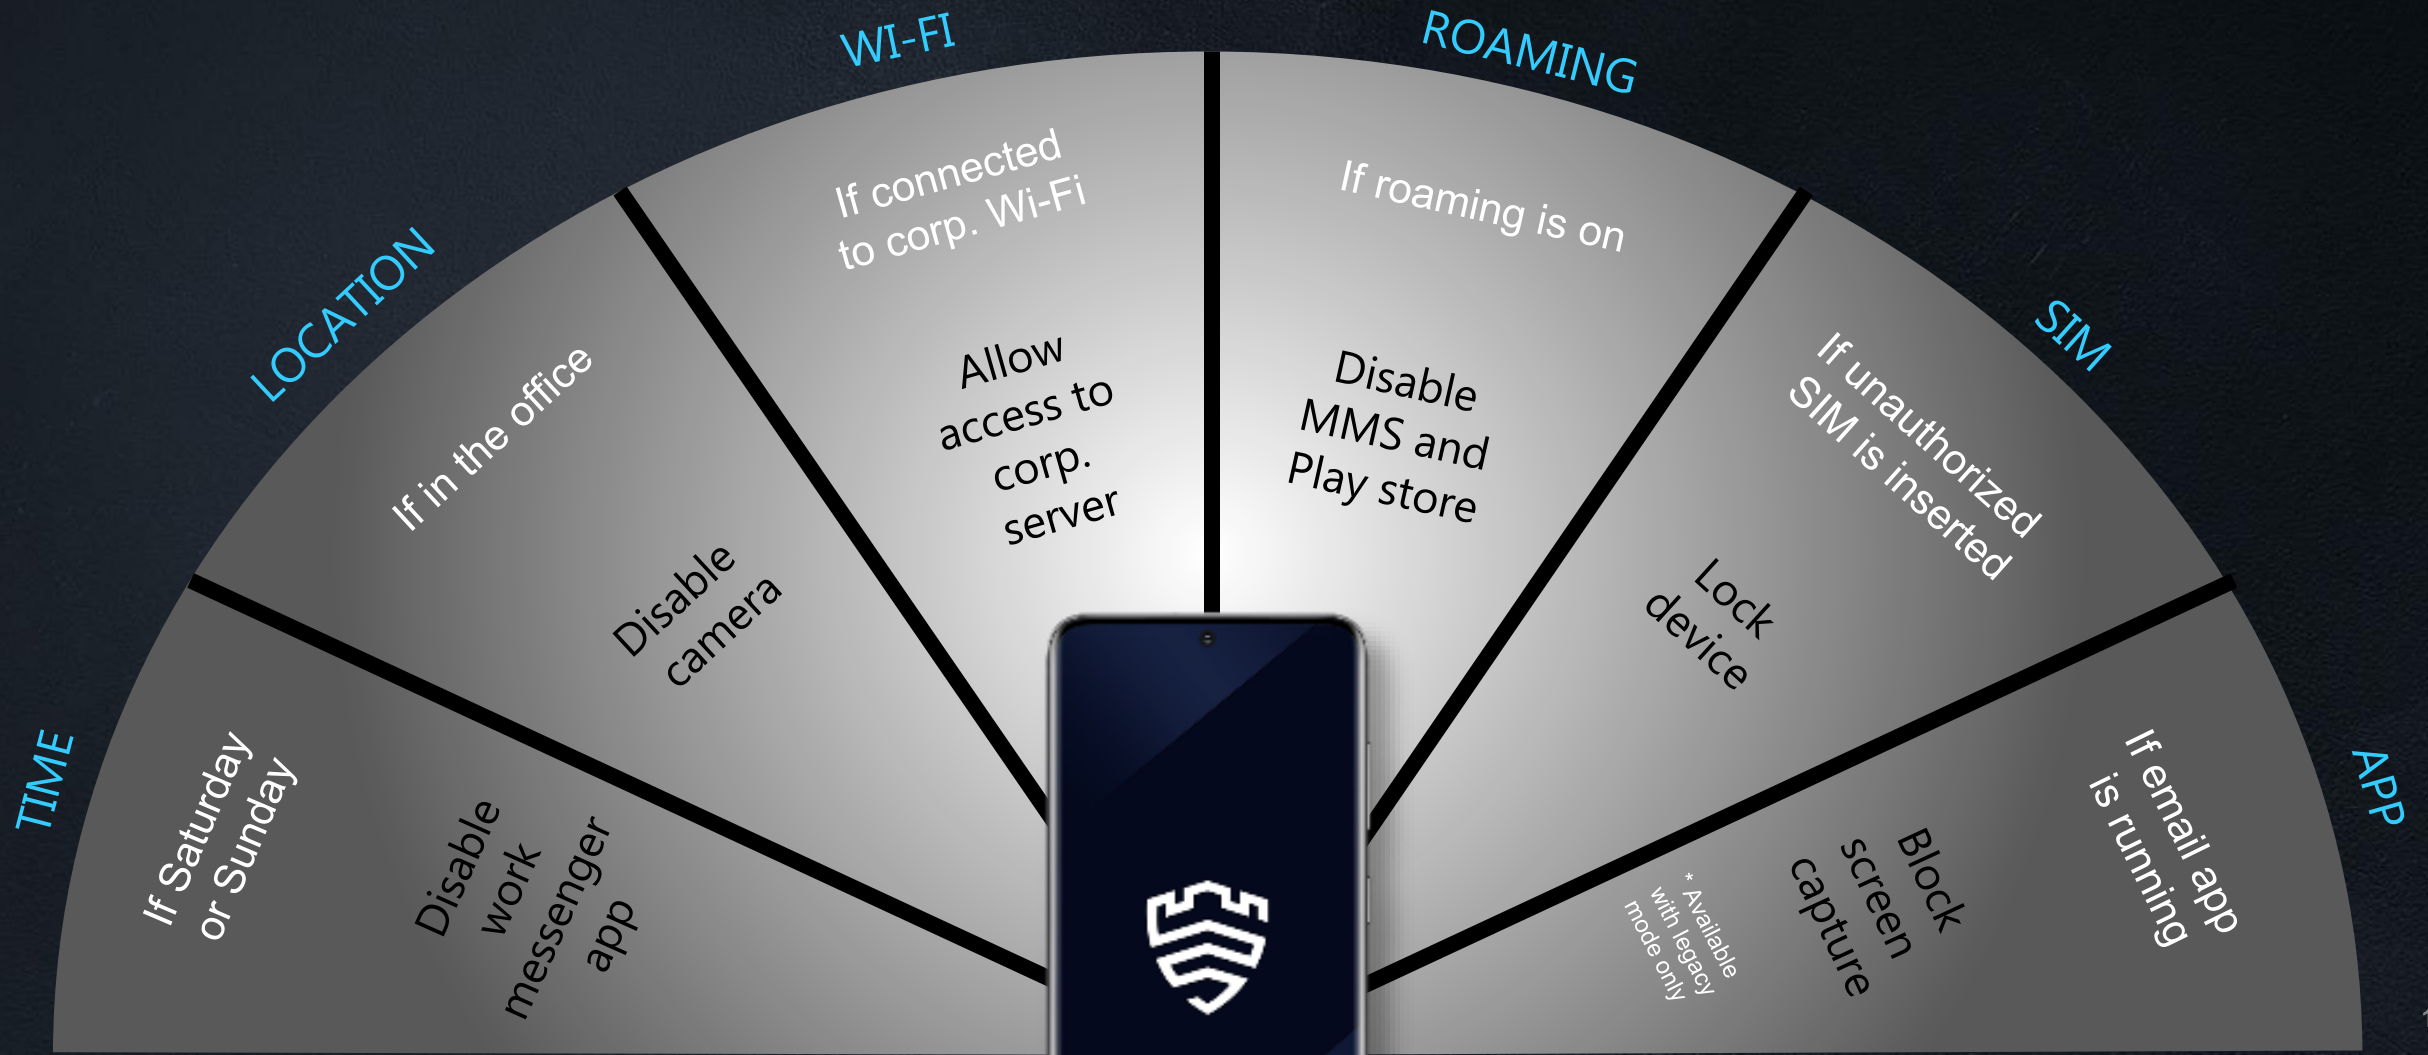 TIME
If Saturday
or Sunday
Disable
work
messenger
app
LOCATION
If in the office
Disable
camera
WI-FI
If connected
to corp. Wi-Fi
Allow
access to
corp.
server
ROAMING
If roaming is on
Disable
MMS and
Play store
SIM
If unauthorized
SIM is inserted
Lock
device
APP
If email app
is running
Block
screen
capture
* Available
with legacy
mode only